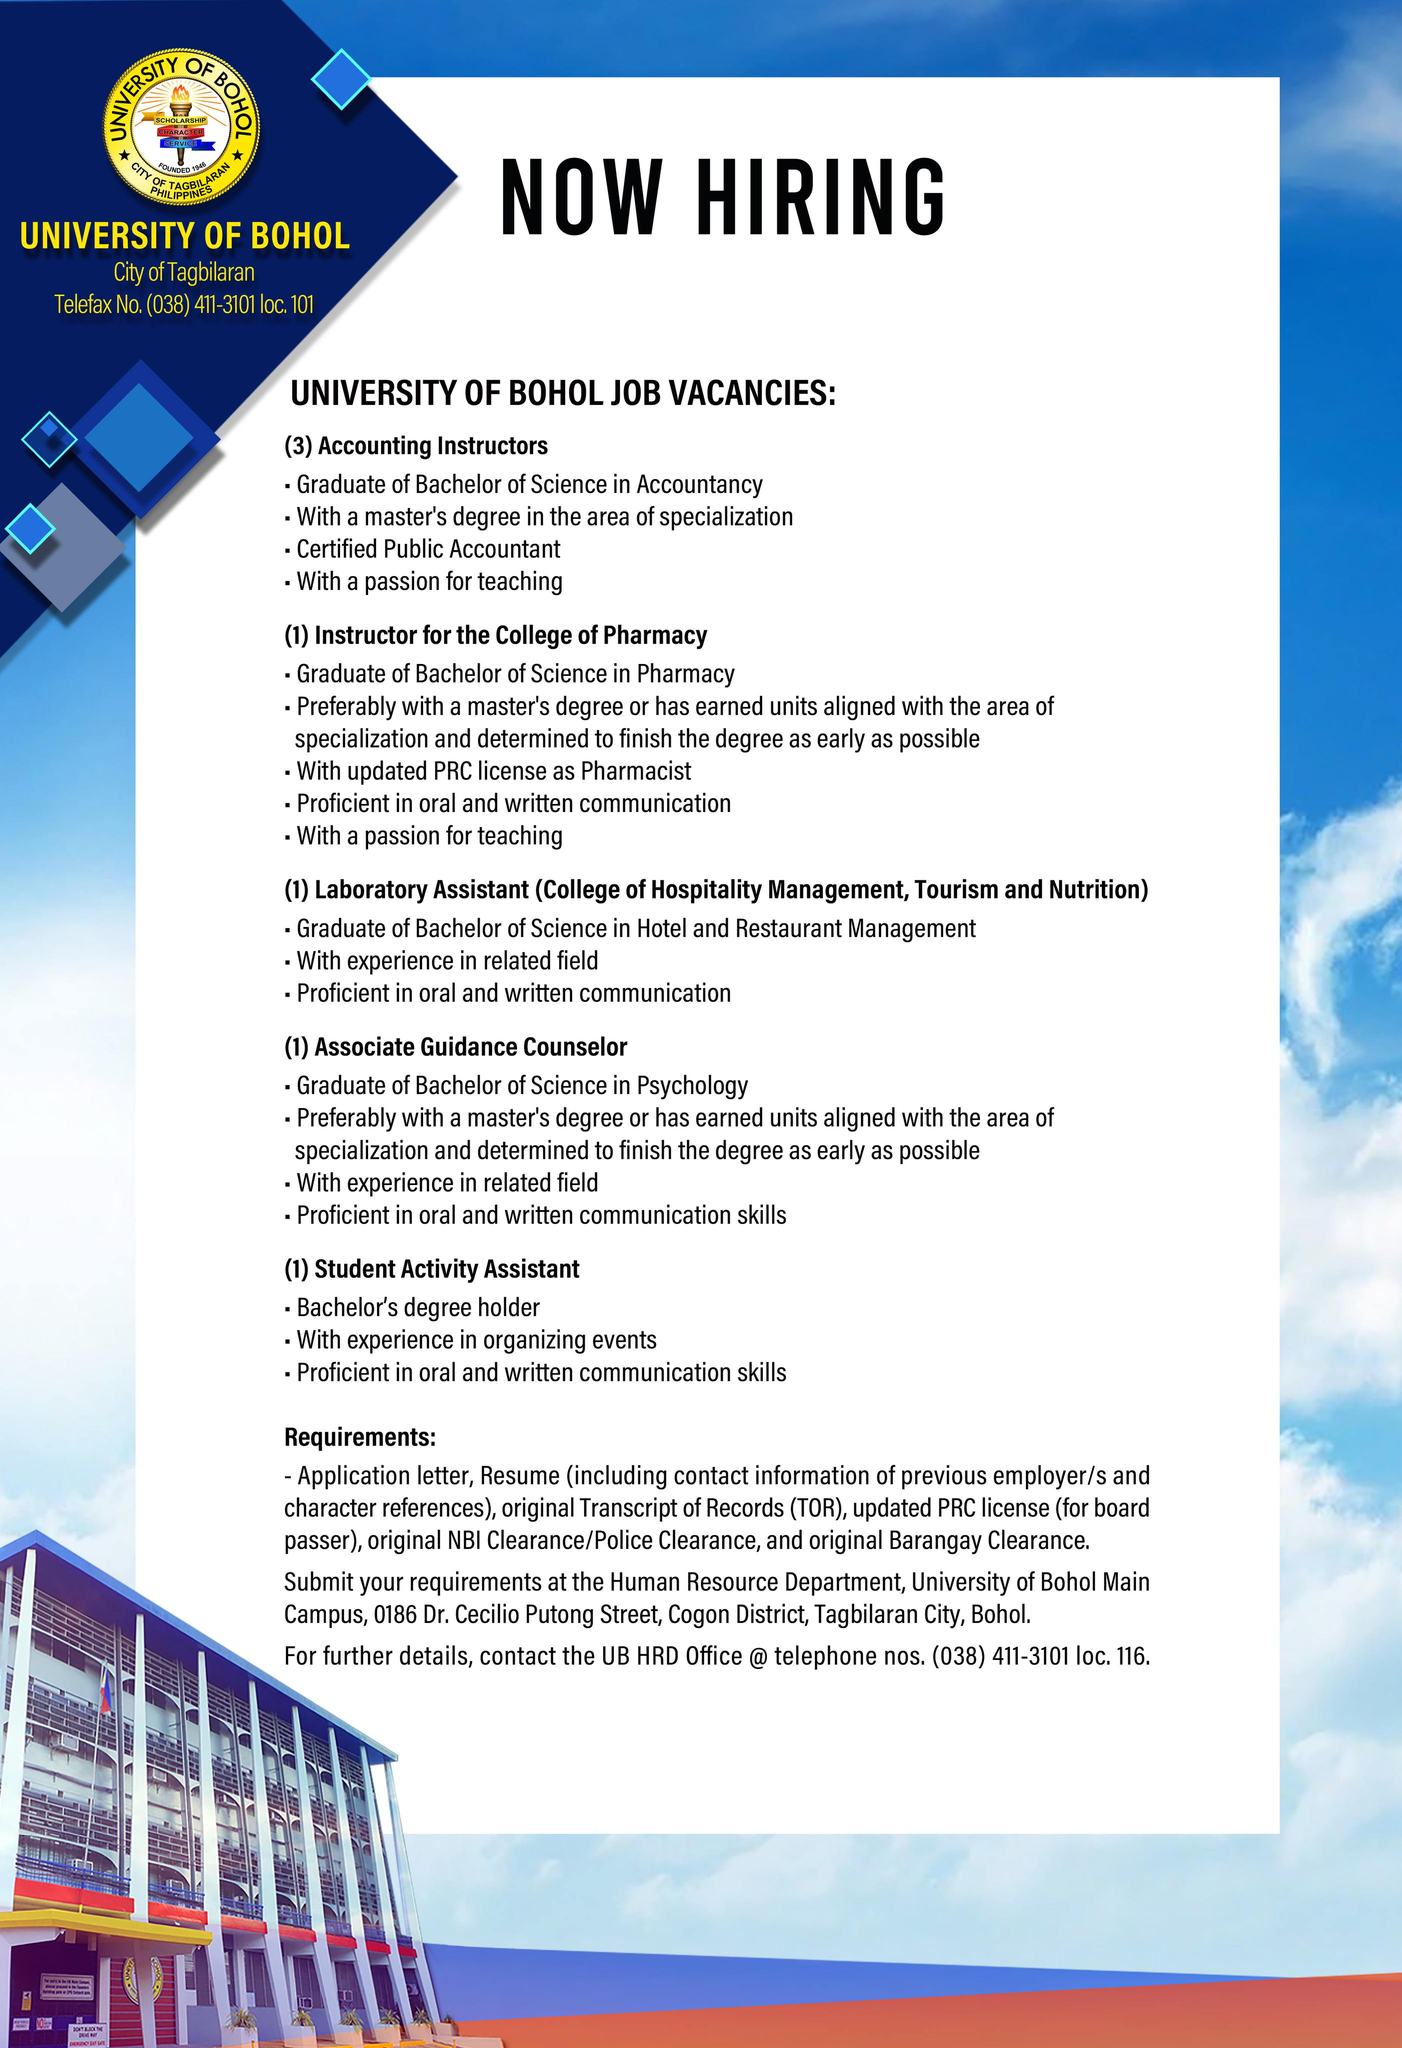 UNIVERSITY OF BOHOL
SCHOLARSHIP
CHARACTER
SERVICE
FOUNDED 1946
CITY OF TAGBILARAN
PHILIPPINES
UNIVERSITY OF BOHOL
City of Tagbilaran
Telefax No. (038) 411-3101 loc. 101
NOW HIRING
UNIVERSITY OF BOHOL JOB VACANCIES:
(3) Accounting Instructors
• Graduate of Bachelor of Science in Accountancy
• With a master's degree in the area of specialization
• Certified Public Accountant
• With a passion for teaching
(1) Instructor for the College of Pharmacy
• Graduate of Bachelor of Science in Pharmacy
• Preferably with a master's degree or has earned units aligned with the area of
specialization and determined to finish the degree as early as possible
• With updated PRC license as Pharmacist
• Proficient in oral and written communication
• With a passion for teaching
(1) Laboratory Assistant (College of Hospitality Management, Tourism and Nutrition)
• Graduate of Bachelor of Science in Hotel and Restaurant Management
• With experience in related field
• Proficient in oral and written communication
(1) Associate Guidance Counselor
• Graduate of Bachelor of Science in Psychology
• Preferably with a master's degree or has earned units aligned with the area of
specialization and determined to finish the degree as early as possible
• With experience in related field
• Proficient in oral and written communication skills
(1) Student Activity Assistant
• Bachelor’s degree holder
• With experience in organizing events
• Proficient in oral and written communication skills
Requirements:
- Application letter, Resume (including contact information of previous employer/s and
character references), original Transcript of Records (TOR), updated PRC license (for board
passer), original NBI Clearance/Police Clearance, and original Barangay Clearance.
Submit your requirements at the Human Resource Department, University of Bohol Main
Campus, 0186 Dr. Cecilio Putong Street, Cogon District, Tagbilaran City, Bohol.
For further details, contact the UB HRD Office @ telephone nos. (038) 411-3101 loc. 116.
DON'T BLOCK THE
DRIVE WAY
EMERGENCY EXIT GATE